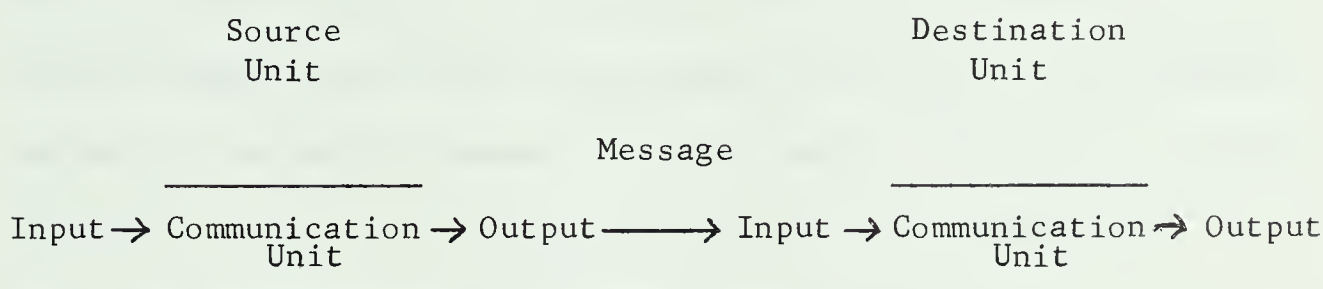 Source Destination
Unit Unit
Message
Input → Communication → Output → Input → Communication → Output
Unit Unit